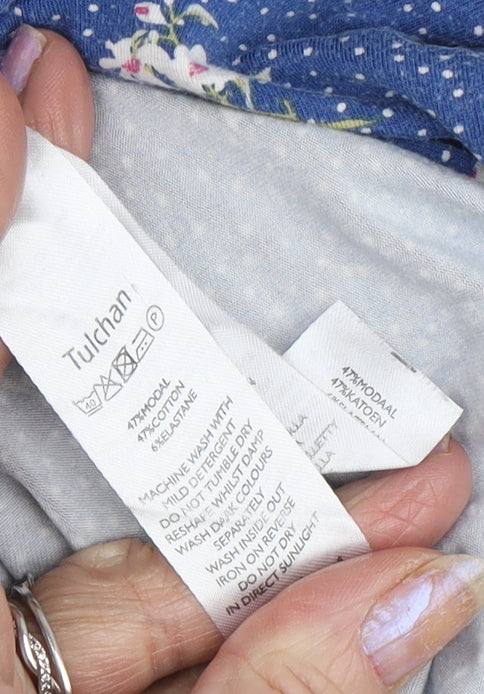 Tulchan
40 P
47%MODAL
47%COTTON
6%ELASTANE
MACHINE WASH WITH
MILD DETERGENT
DO NOT TUMBLE DRY
RESHAPE WHILST DAMP
WASH DARK COLOURS
SEPARATELY
WASH INSIDE OUT
IRON ON REVERSE
DO NOT DRY
IN DIRECT SUNLIGHT
47%MODAAL
47%KATOEN